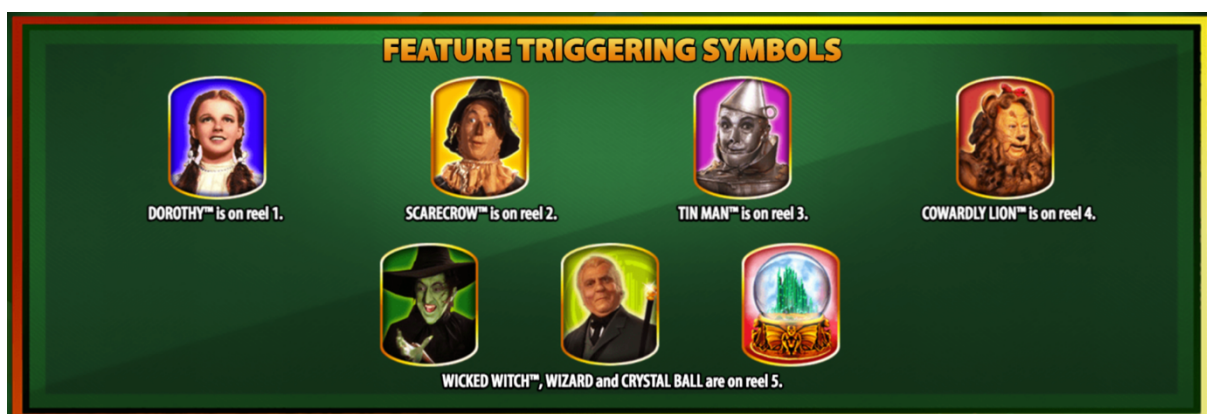 FEATURE TRIGGERING SYMBOLS
DOROTHY™ is on reel 1.
SCARECROW™ is on reel 2.
TIN MAN™ is on reel 3.
COWARDLY LION™ is on reel 4.
WICKED WITCH™, WIZARD and CRYSTAL BALL are on reel 5.